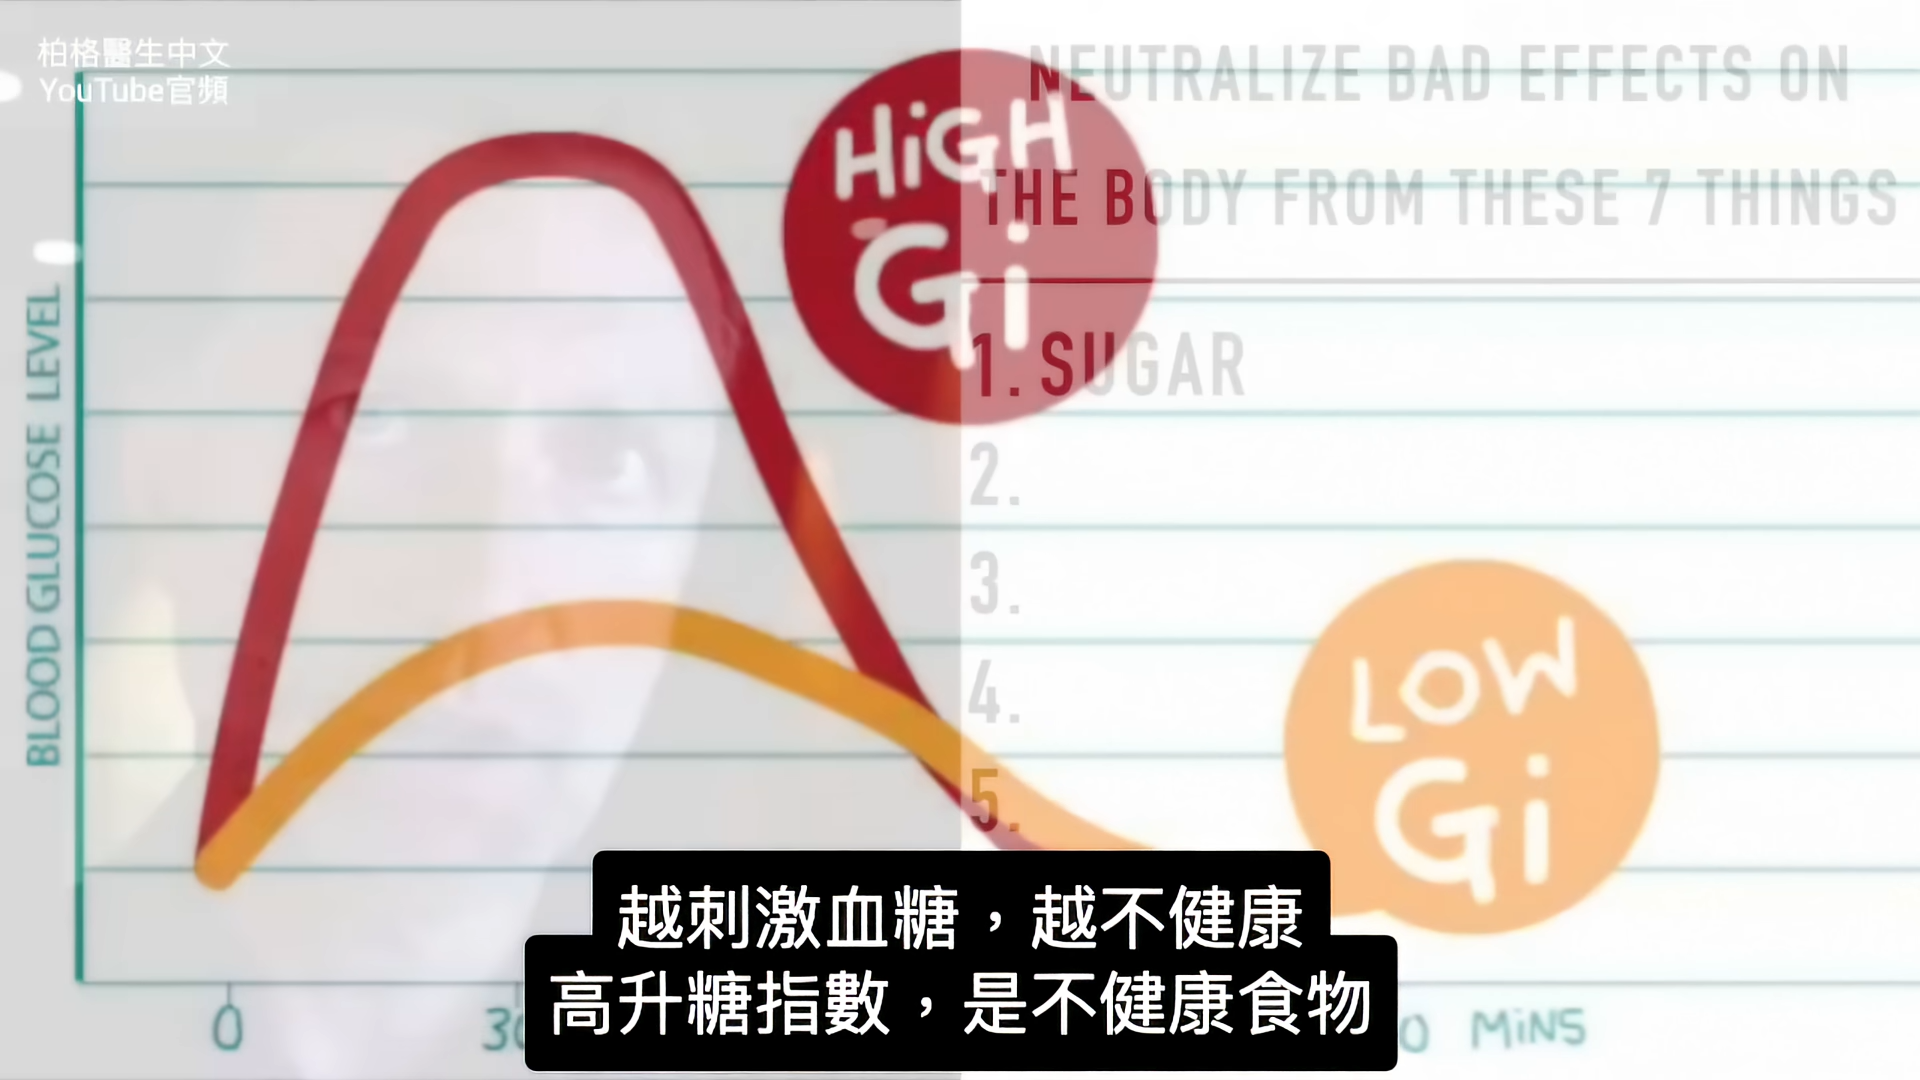 柏格醫生中文
YouTube官頻
NEUTRALIZE BAD EFFECTS ON
THE BODY FROM THESE 7 THINGS
1. SUGAR
2.
3.
4.
5.
HiGH
Gi
LOW
Gi
BLOOD GLUCOSE LEVEL
0
MiNS
越刺激血糖，越不健康
高升糖指數，是不健康食物